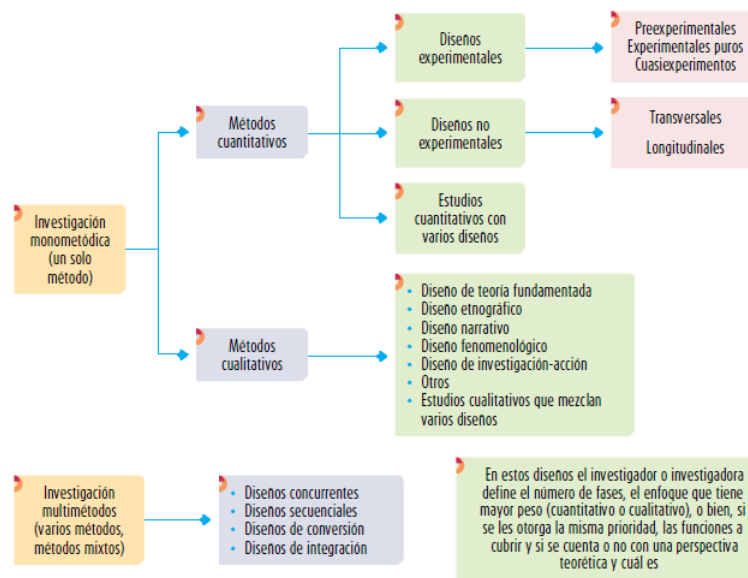 Investigación
monometódica
(un solo
método)
Métodos
cuantitativos
Diseños
experimentales
Preexperimentales
Experimentales puros
Cuasiexperimentos
Diseños no
experimentales
Transversales
Longitudinales
Estudios
cuantitativos con
varios diseños
Métodos
cualitativos
• Diseño de teoría fundamentada
• Diseño etnográfico
• Diseño narrativo
• Diseño fenomenológico
• Diseño de investigación-acción
• Otros
• Estudios cualitativos que mezclan
varios diseños
Investigación
multimétodos
(varios métodos,
métodos mixtos)
• Diseños concurrentes
• Diseños secuenciales
• Diseños de conversión
• Diseños de integración
En estos diseños el investigador o investigadora
define el número de fases, el enfoque que tiene
mayor peso (cuantitativo o cualitativo), o bien, si
se les otorga la misma prioridad, las funciones a
cubrir y si se cuenta o no con una perspectiva
teorética y cuál es